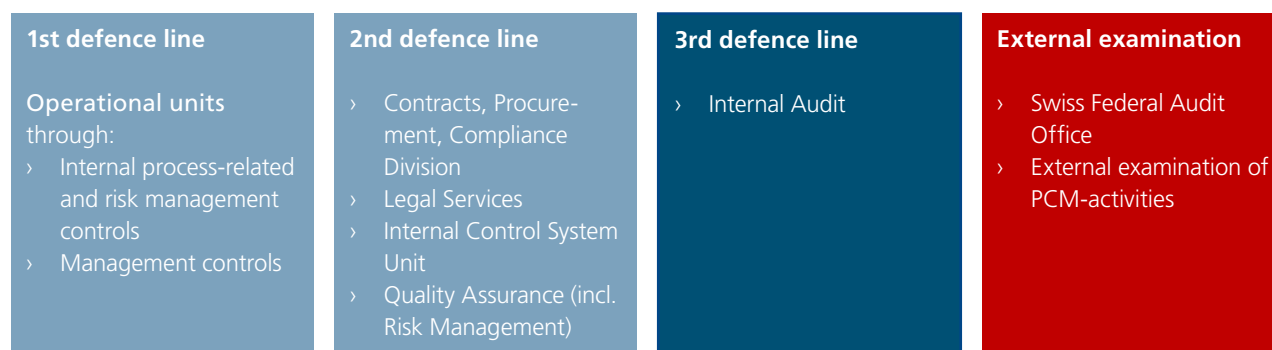 1st defence line
Operational units
through:
› Internal process-related
and risk management
controls
› Management controls
2nd defence line
› Contracts, Procure-
ment, Compliance
Division
› Legal Services
› Internal Control System
Unit
› Quality Assurance (incl.
Risk Management)
3rd defence line
› Internal Audit
External examination
› Swiss Federal Audit
Office
› External examination of
PCM-activities